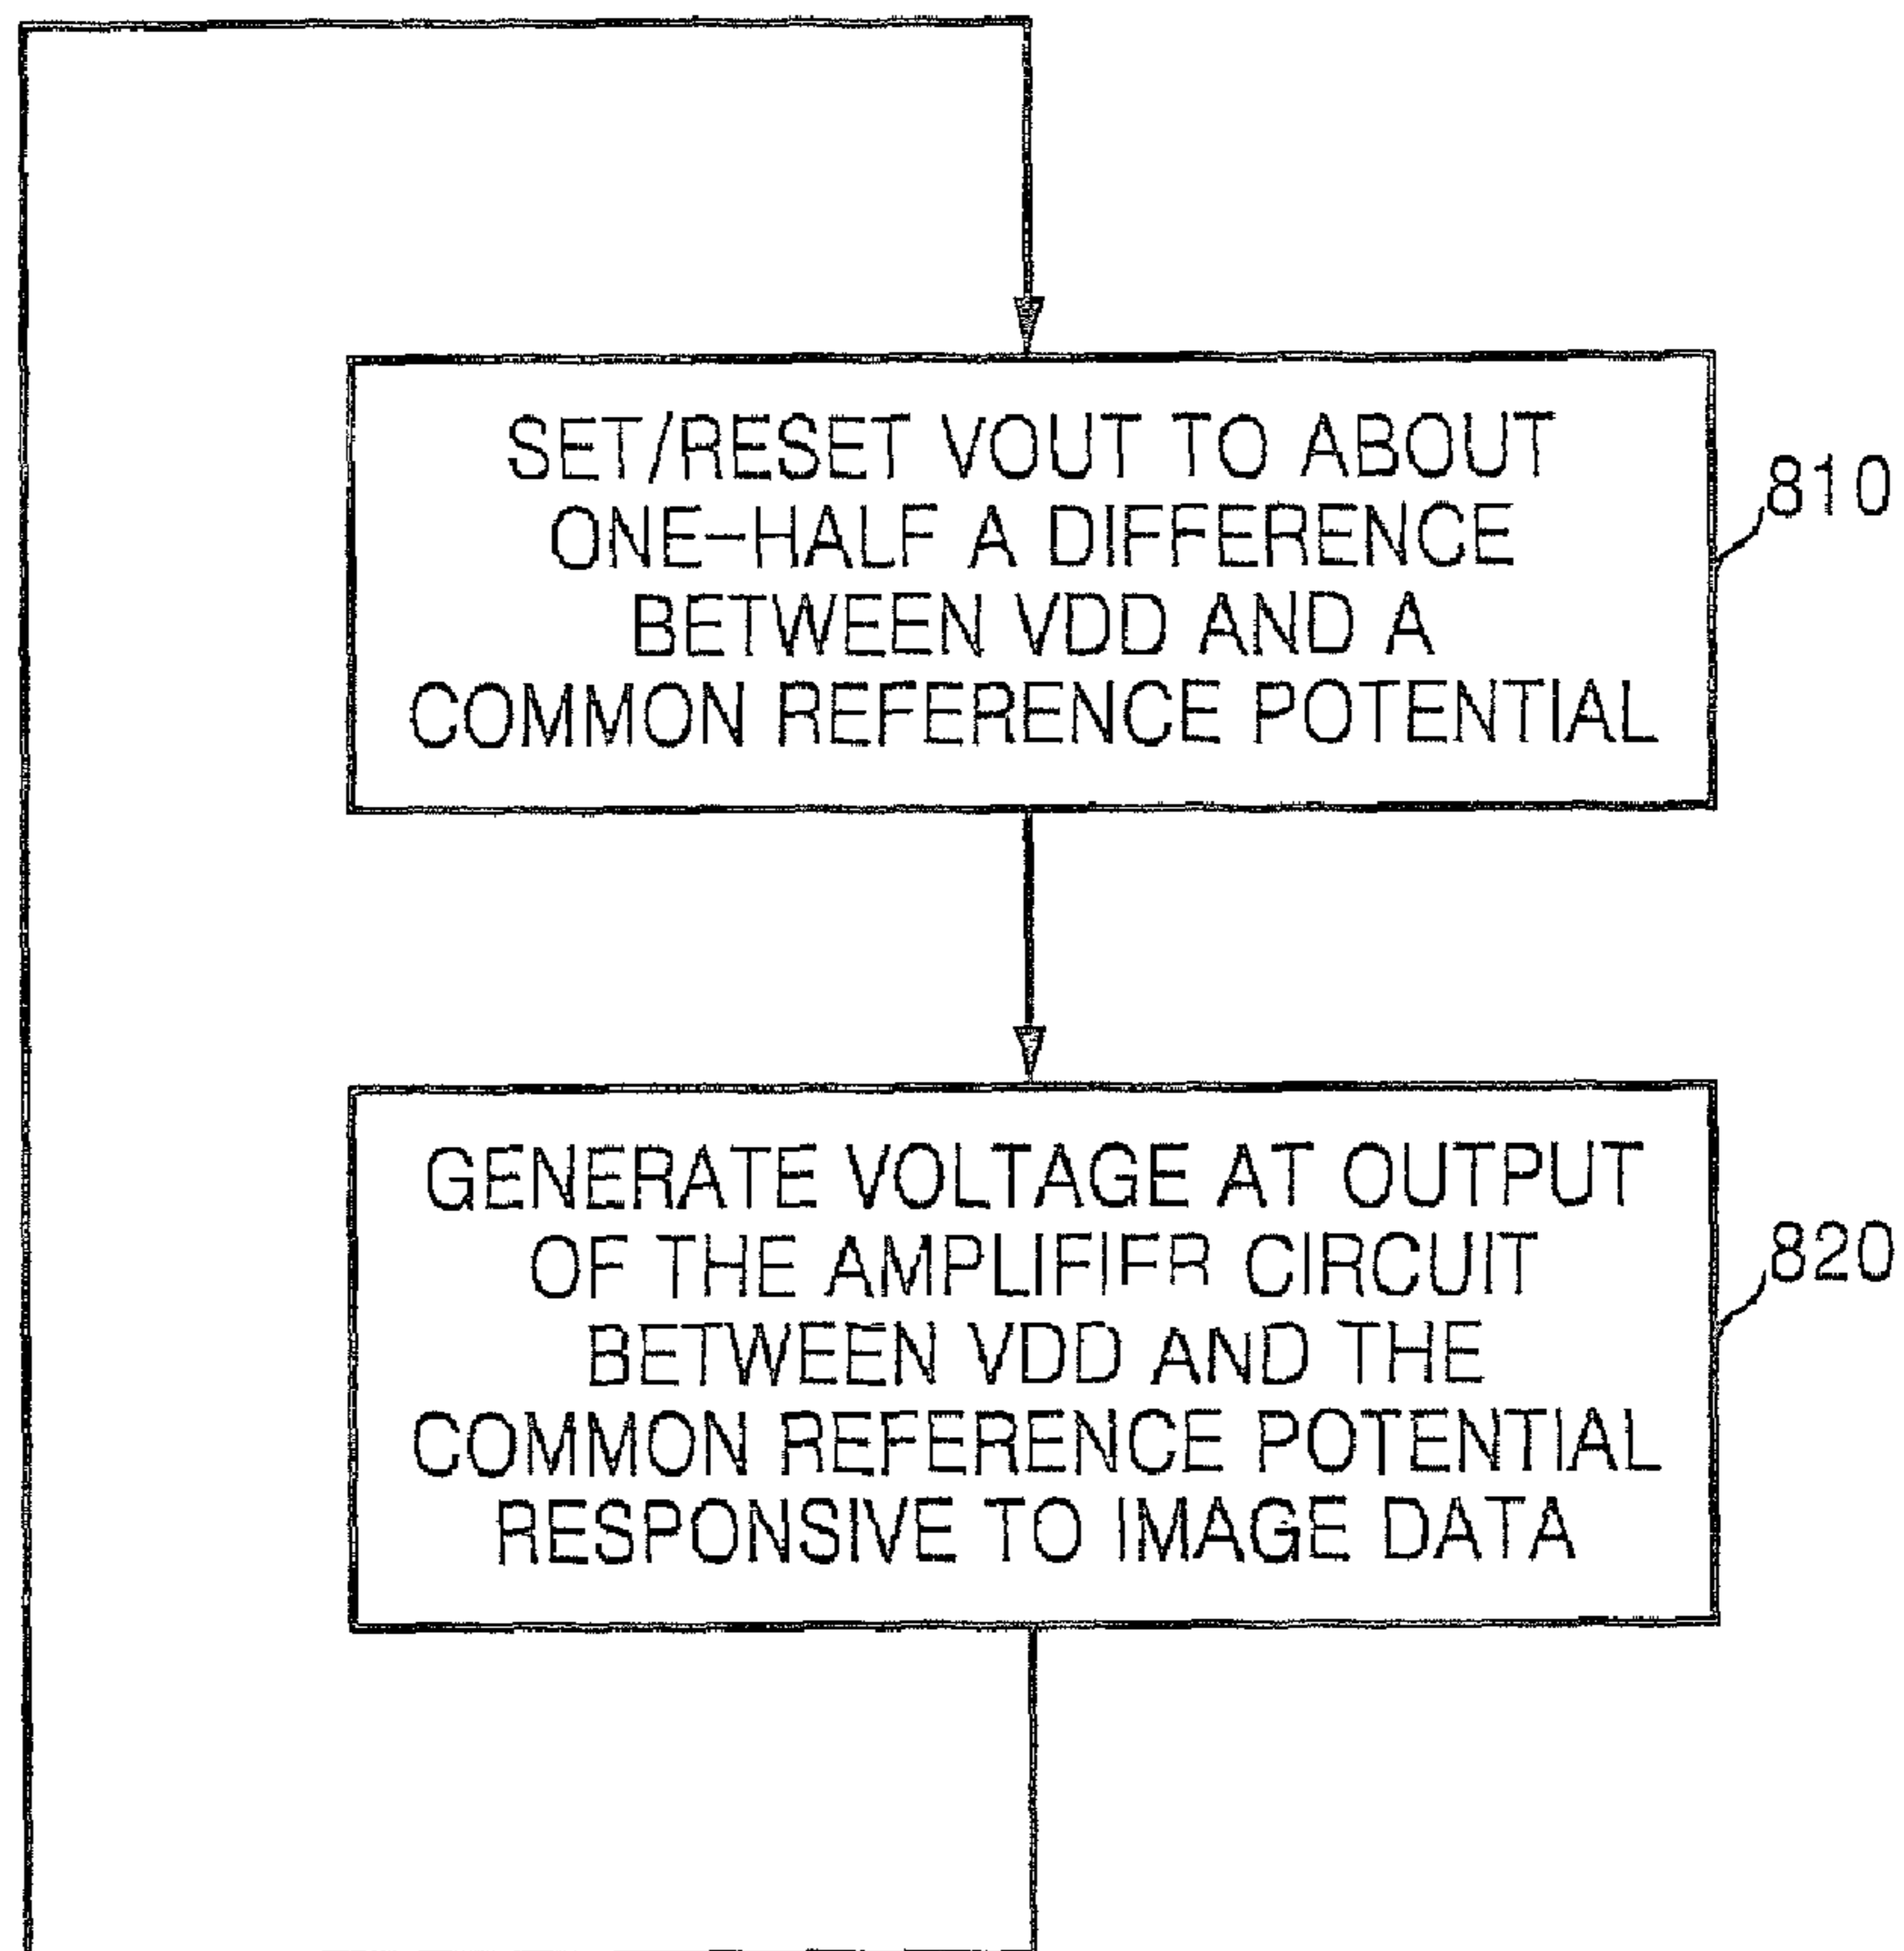 SET/RESET VOUT TO ABOUT
ONE-HALF A DIFFERENCE
BETWEEN VDD AND A
COMMON REFERENCE POTENTIAL
810
GENERATE VOLTAGE AT OUTPUT
OF THE AMPLIFIER CIRCUIT
BETWEEN VDD AND THE
COMMON REFERENCE POTENTIAL
RESPONSIVE TO IMAGE DATA
820